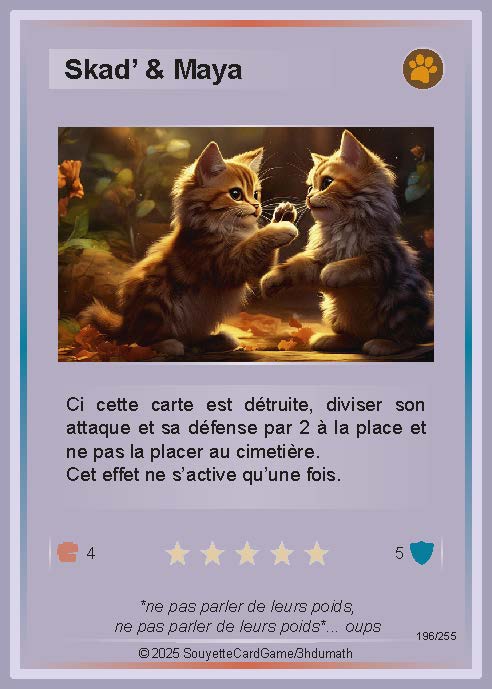 Skad’ & Maya
Ci cette carte est détruite, diviser son
attaque et sa défense par 2 à la place et
ne pas la placer au cimetière.
Cet effet ne s’active qu’une fois.
4
5
*ne pas parler de leurs poids,
ne pas parler de leurs poids*... oups
196/255
© 2025 SouyetteCardGame/3hdumath